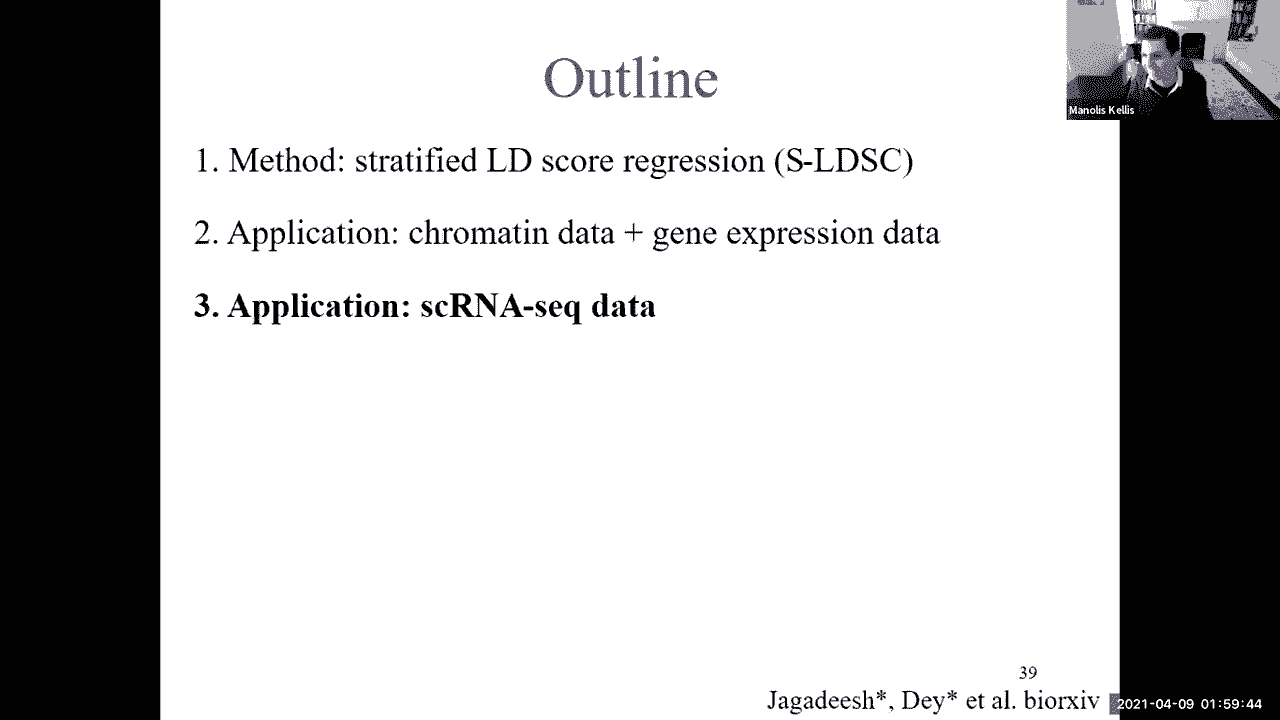 Outline
Manolis Kellis
1. Method: stratified LD score regression (S-LDSC)
2. Application: chromatin data + gene expression data
3. Application: scRNA-seq data
39
Jagadeesh*, Dey* et al. biorxiv
2021-04-09 01:59:44